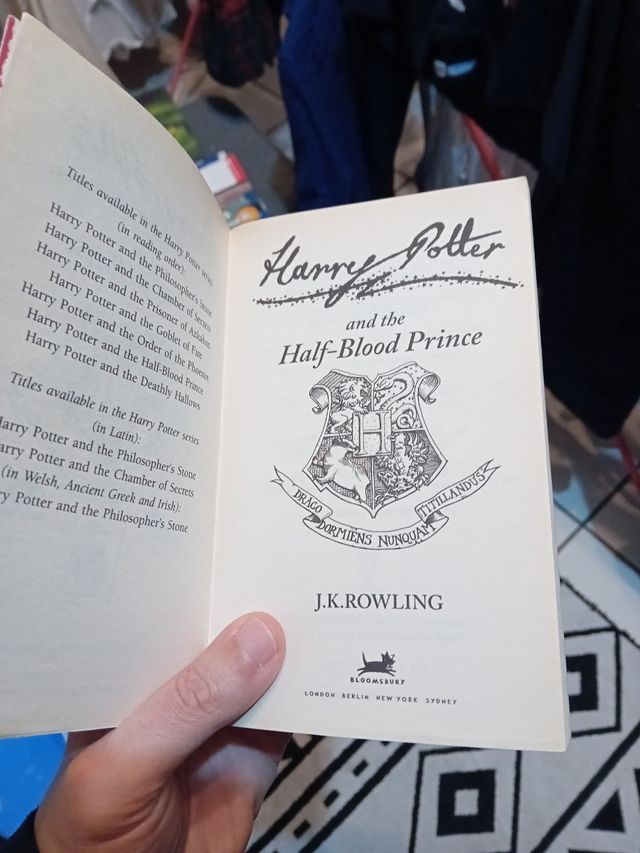 Titles available in the Harry Potter series
(in reading order):
Harry Potter and the Philosopher's Stone
Harry Potter and the Chamber of Secrets
Harry Potter and the Prisoner of Azkaban
Harry Potter and the Goblet of Fire
Harry Potter and the Order of the Phoenix
Harry Potter and the Half-Blood Prince
Harry Potter and the Deathly Hallows
Titles available in the Harry Potter series
(in Latin):
Potter and the Philosopher's Stone
Potter and the Chamber of Secrets
(in Welsh, Ancient Greek and Irish):
Potter and the Philosopher's Stone
Harry Potter
and the
Half-Blood Prince
H
DRACO DORMIENS NUNQUAM TITILLANDUS
J.K.ROWLING
BLOOMSBURY
LONDON BERLIN NEW YORK SYDNEY